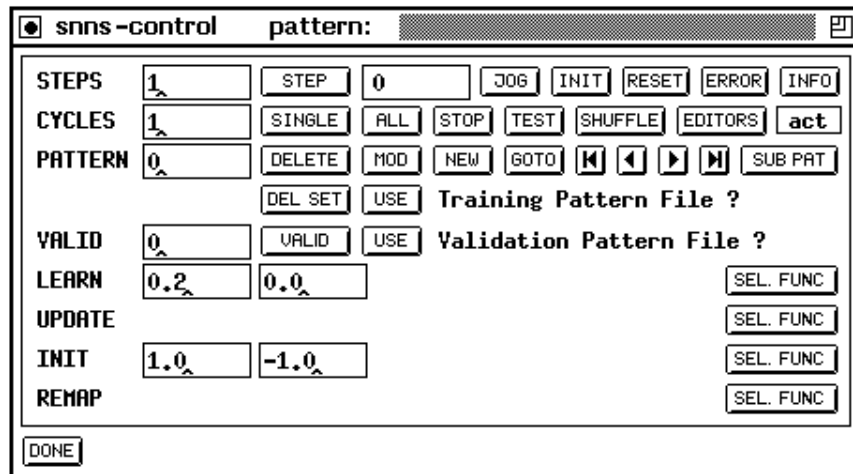 snns-control pattern:
STEPS 1 STEP 0 JOG INIT RESET ERROR INFO
CYCLES 1 SINGLE ALL STOP TEST SHUFFLE EDITORS act
PATTERN 0 DELETE MOD NEW GOTO SUB PAT
DEL SET USE Training Pattern File ?
VALID 0 VALID USE Validation Pattern File ?
LEARN 0.2 0.0 SEL. FUNC
UPDATE SEL. FUNC
INIT 1.0 -1.0 SEL. FUNC
REMAP SEL. FUNC
DONE